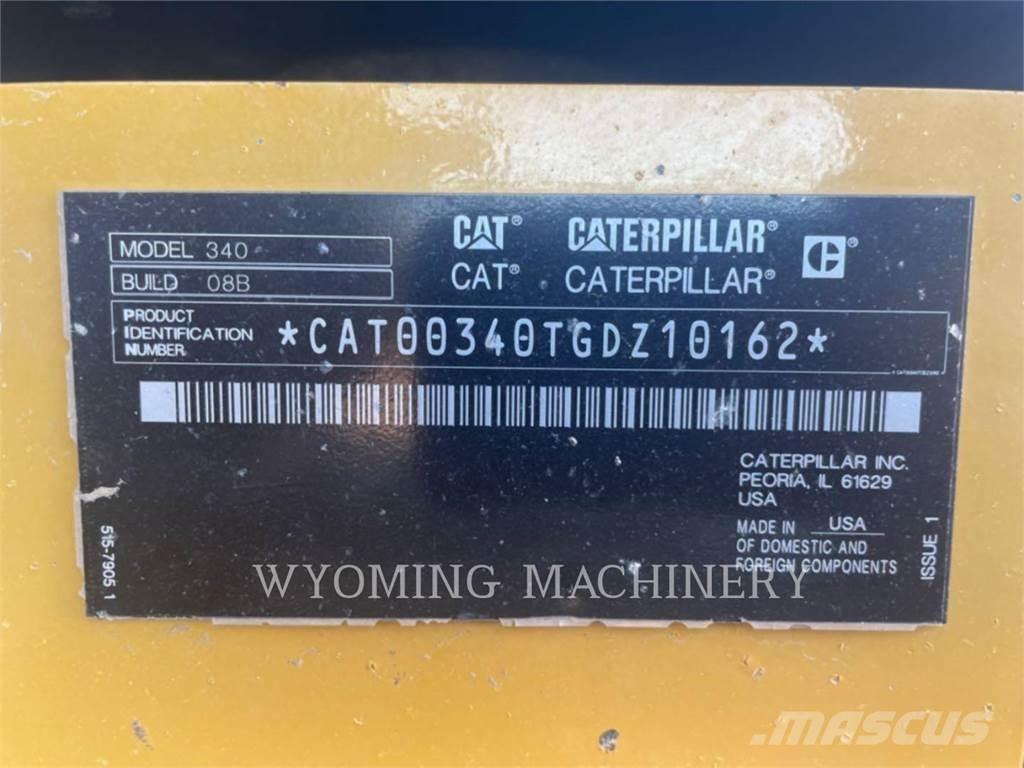 MODEL 340
BUILD 08B
CAT® CATERPILLAR® C®
CAT® CATERPILLAR®
PRODUCT
IDENTIFICATION
NUMBER
*CAT00340TGDZ10162*
CATERPILLAR INC.
PEORIA, IL 61629
USA
MADE IN USA
OF DOMESTIC AND
FOREIGN COMPONENTS
515-7905 1
ISSUE 1
WYOMING MACHINERY
MASCUS